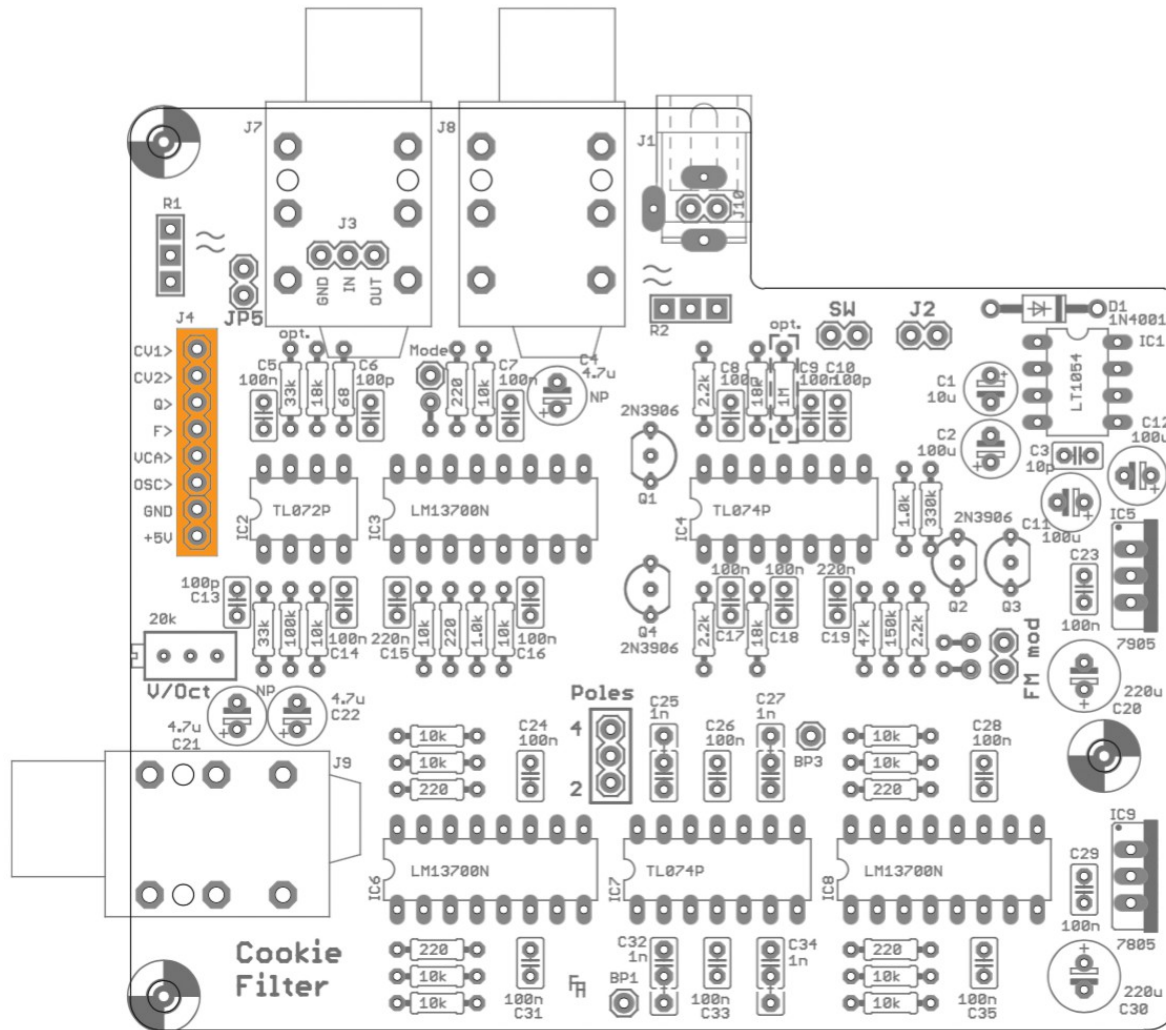 J7
J8
J1
J10
R1
J3
GND
IN
OUT
JP5
R2
SW
J2
D1
1N4001
J4
CV1>
CV2>
Q>
F>
VCA>
OSC>
GND
+5V
opt.
C5
100n
33k
18k
68
C6
100p
Mode
220
10k
C7
100n
C4
4.7u
NP
2N3906
Q1
opt.
2.2k
C8
100n
18k
1M
C9
100n
C10
100p
C1
10u
C2
100u
IC1
LT1054
C12
100u
C3
10p
C11
100u
IC2
TL072P
IC3
LM13700N
IC4
TL074P
1.0k
330k
2N3906
Q2
Q3
IC5
C23
100n
7905
100p
C13
33k
100k
10k
100n
C14
220n
C15
10k
220
1.0k
10k
100n
C16
Q4
2N3906
2.2k
100n
C17
18k
100n
C18
220n
C19
47k
150k
2.2k
FM mod
220u
C20
20k
V/Oct
NP
4.7u
C21
4.7u
C22
J9
Poles
4
2
10k
10k
220
C24
100n
C25
1n
C26
100n
C27
1n
BP3
10k
10k
220
C28
100n
IC6
LM13700N
IC7
TL074P
IC8
LM13700N
IC9
C29
100n
7805
Cookie
Filter
220
10k
10k
100n
C31
FA
C32
1n
BP1
100n
C33
C34
1n
220
10k
10k
100n
C35
220u
C30